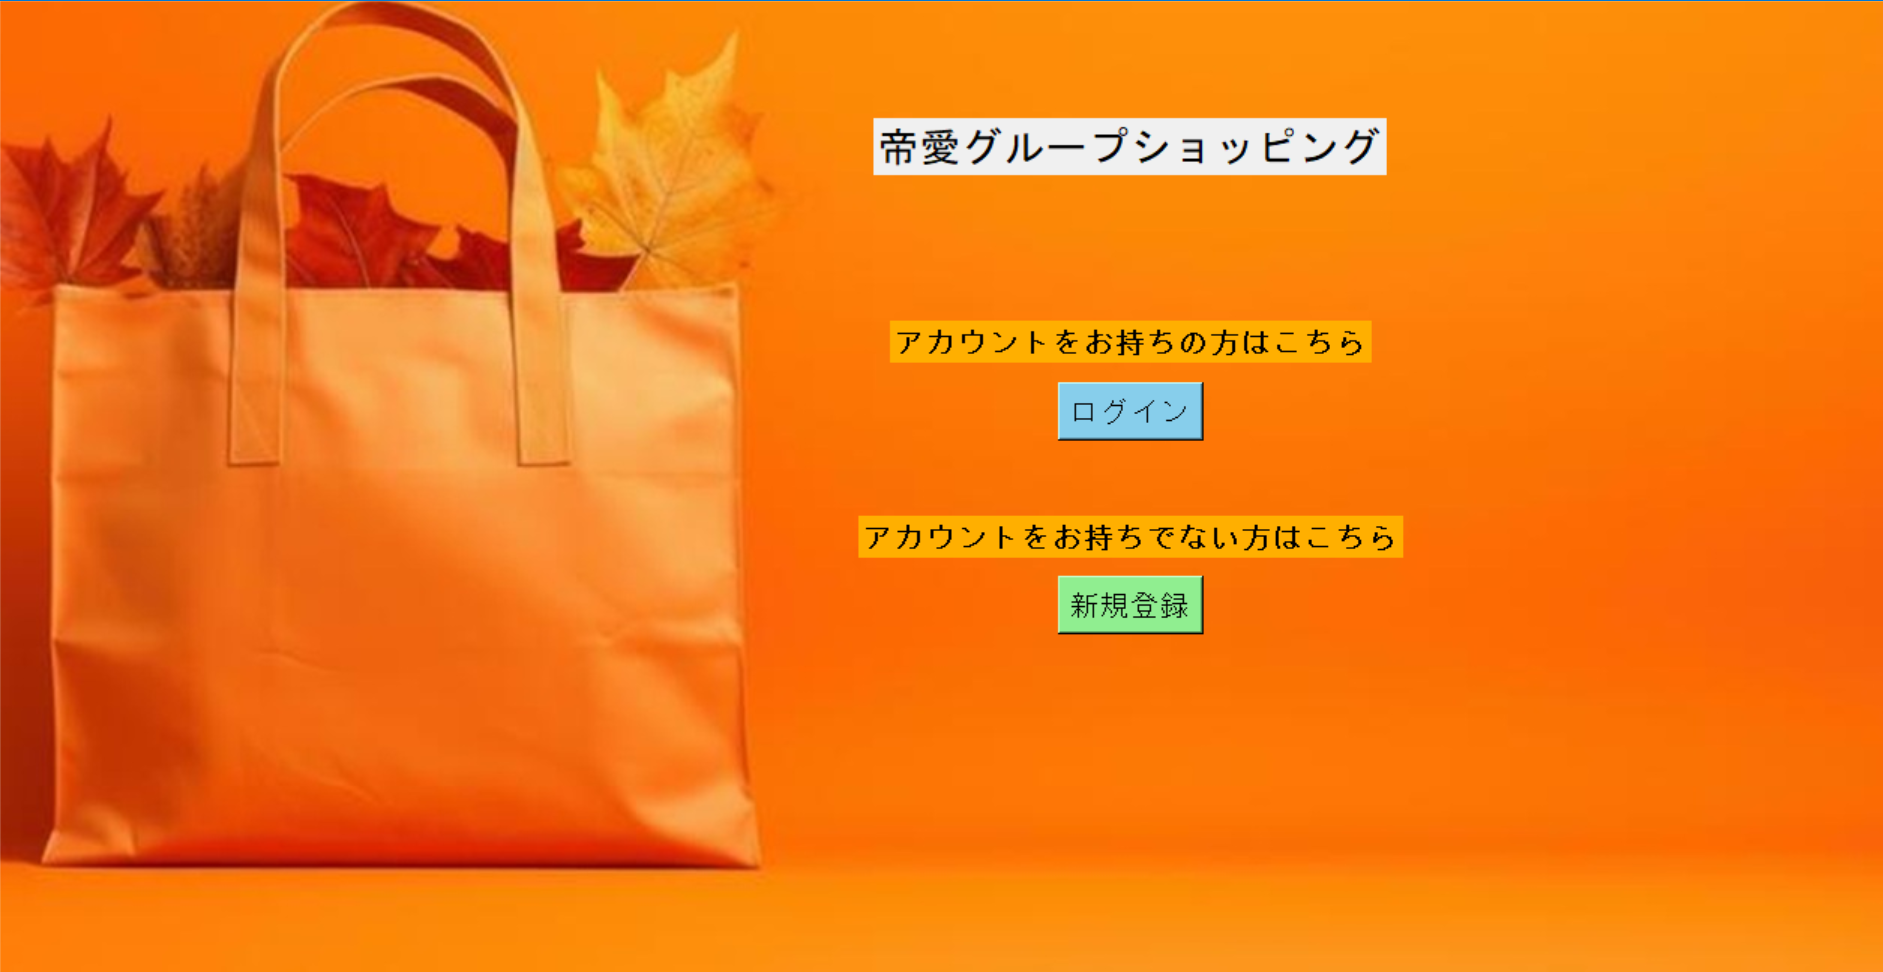 帝愛グループショッピング
アカウントをお持ちの方はこちら
ログイン
アカウントをお持ちでない方はこちら
新規登録